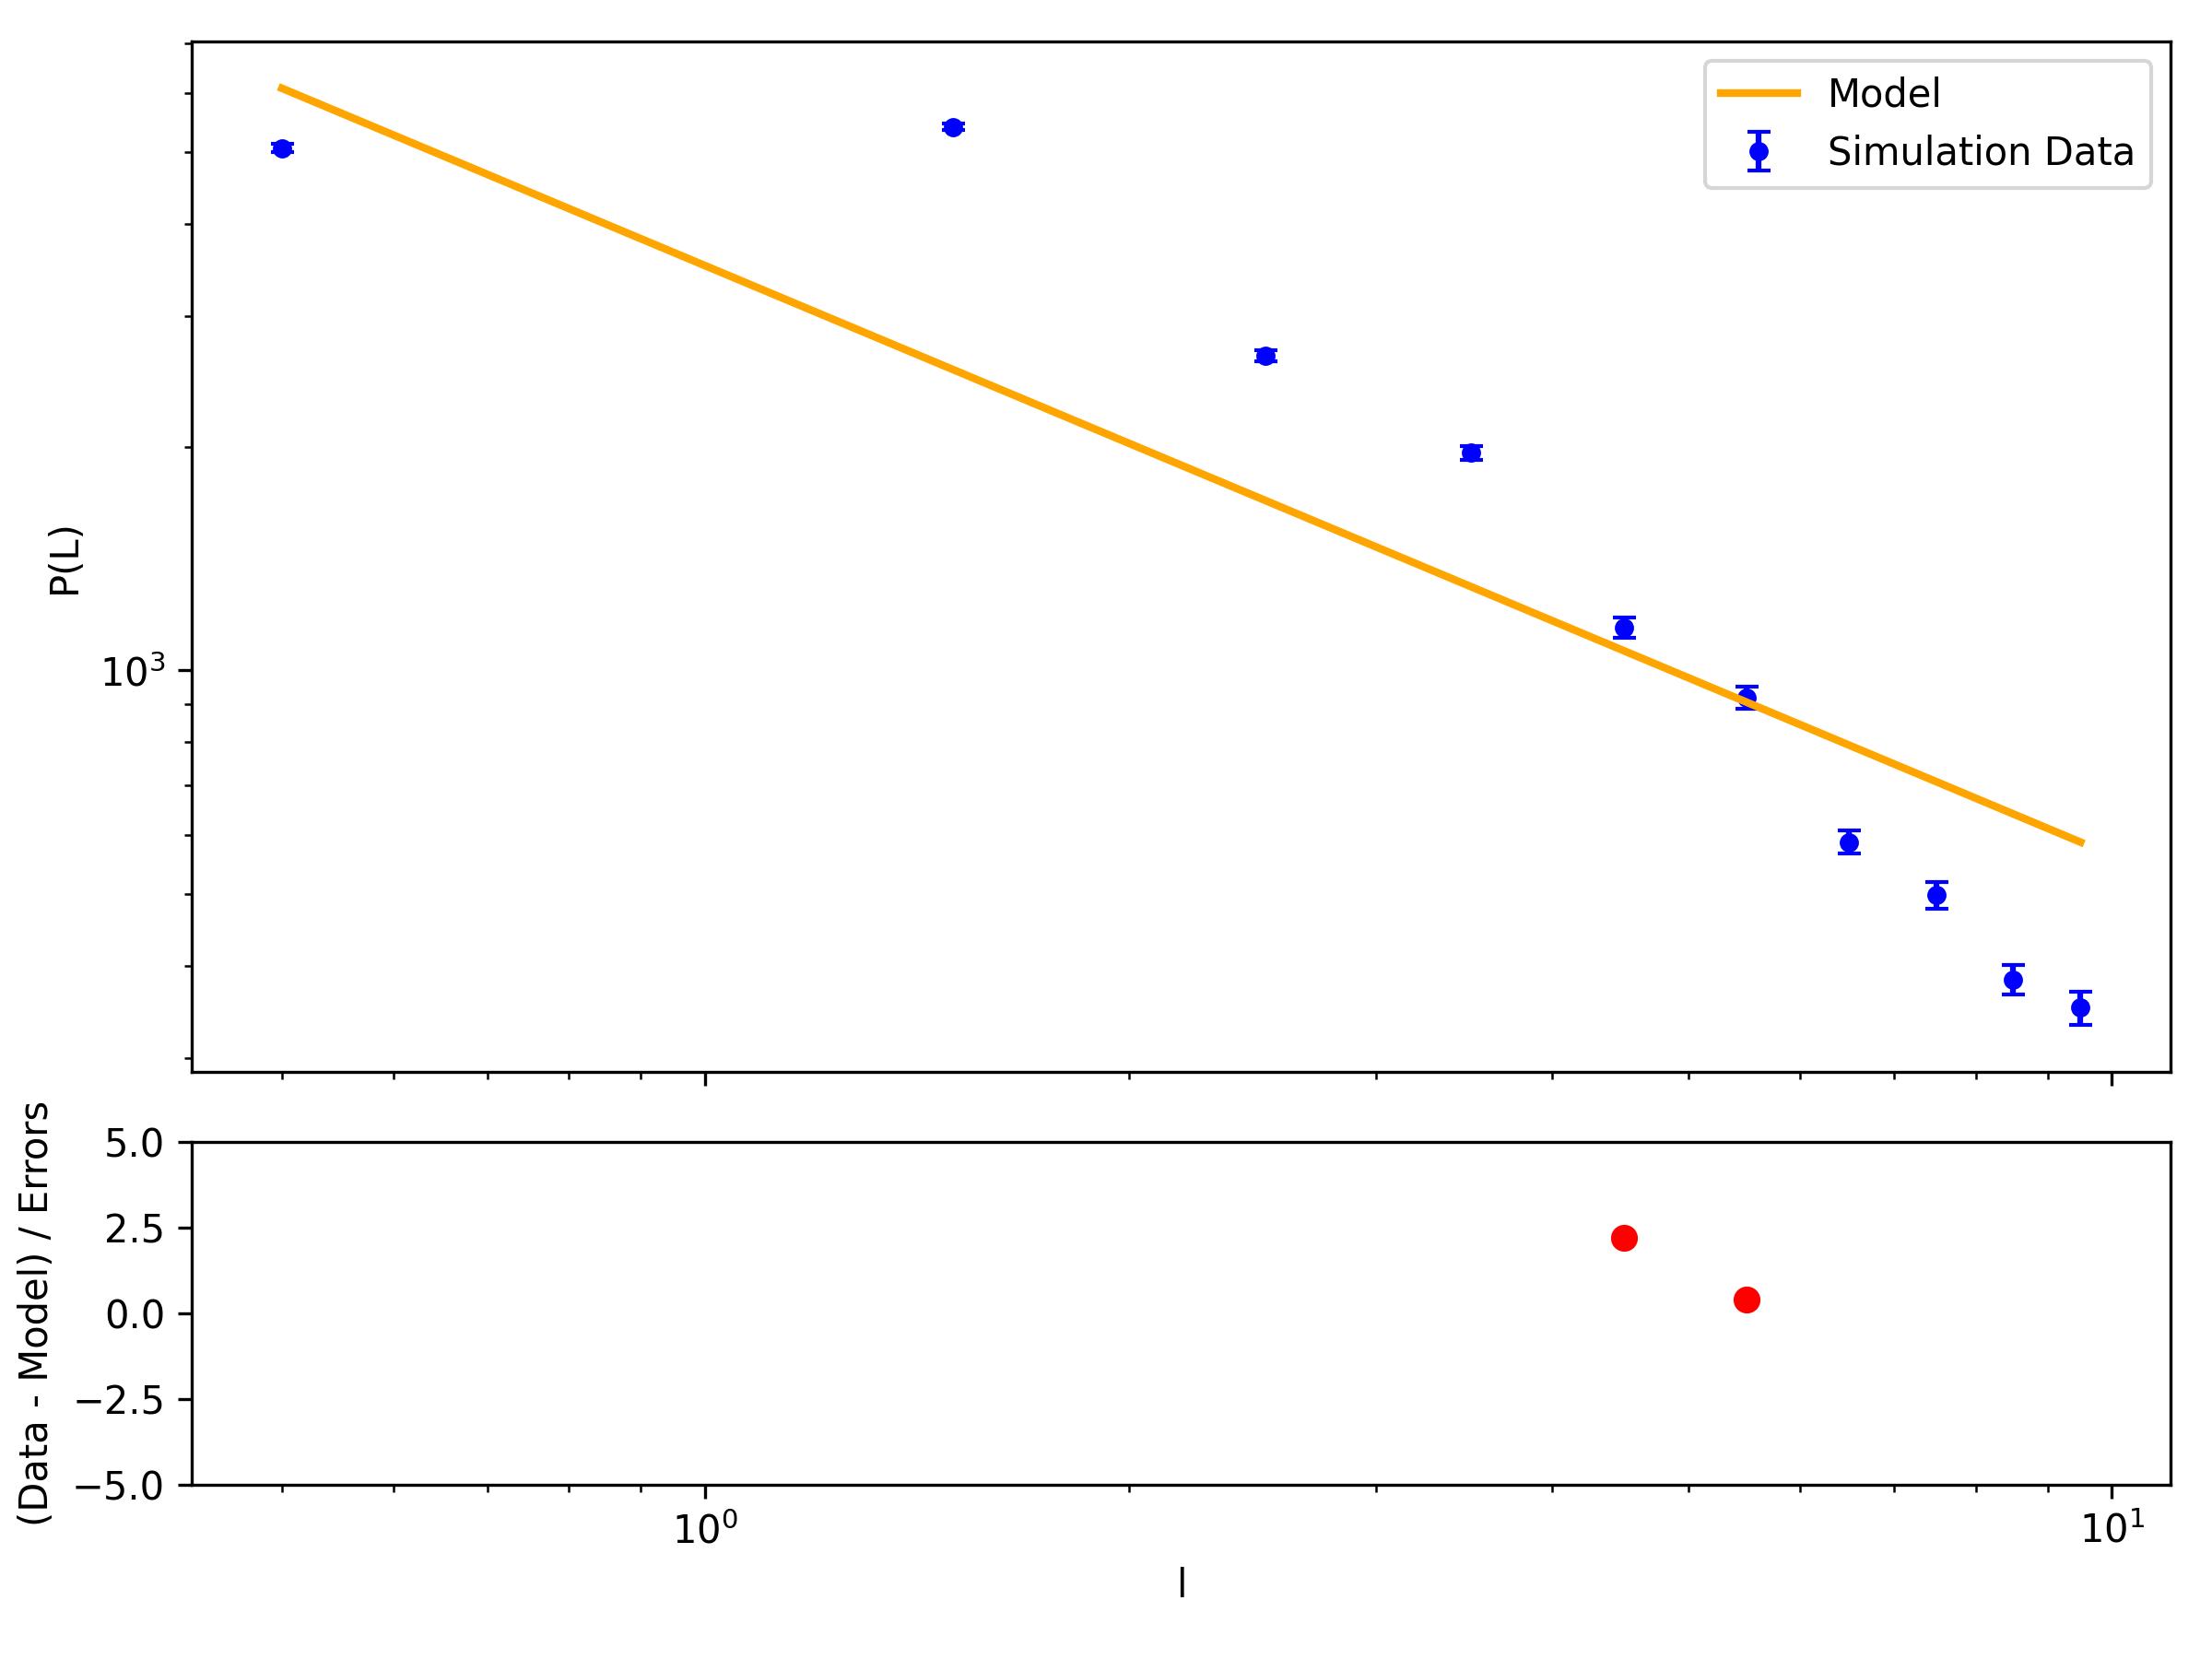 Model
Simulation Data
P(L)
10³
(Data - Model) / Errors
5.0
2.5
0.0
−2.5
−5.0
10⁰
10¹
l